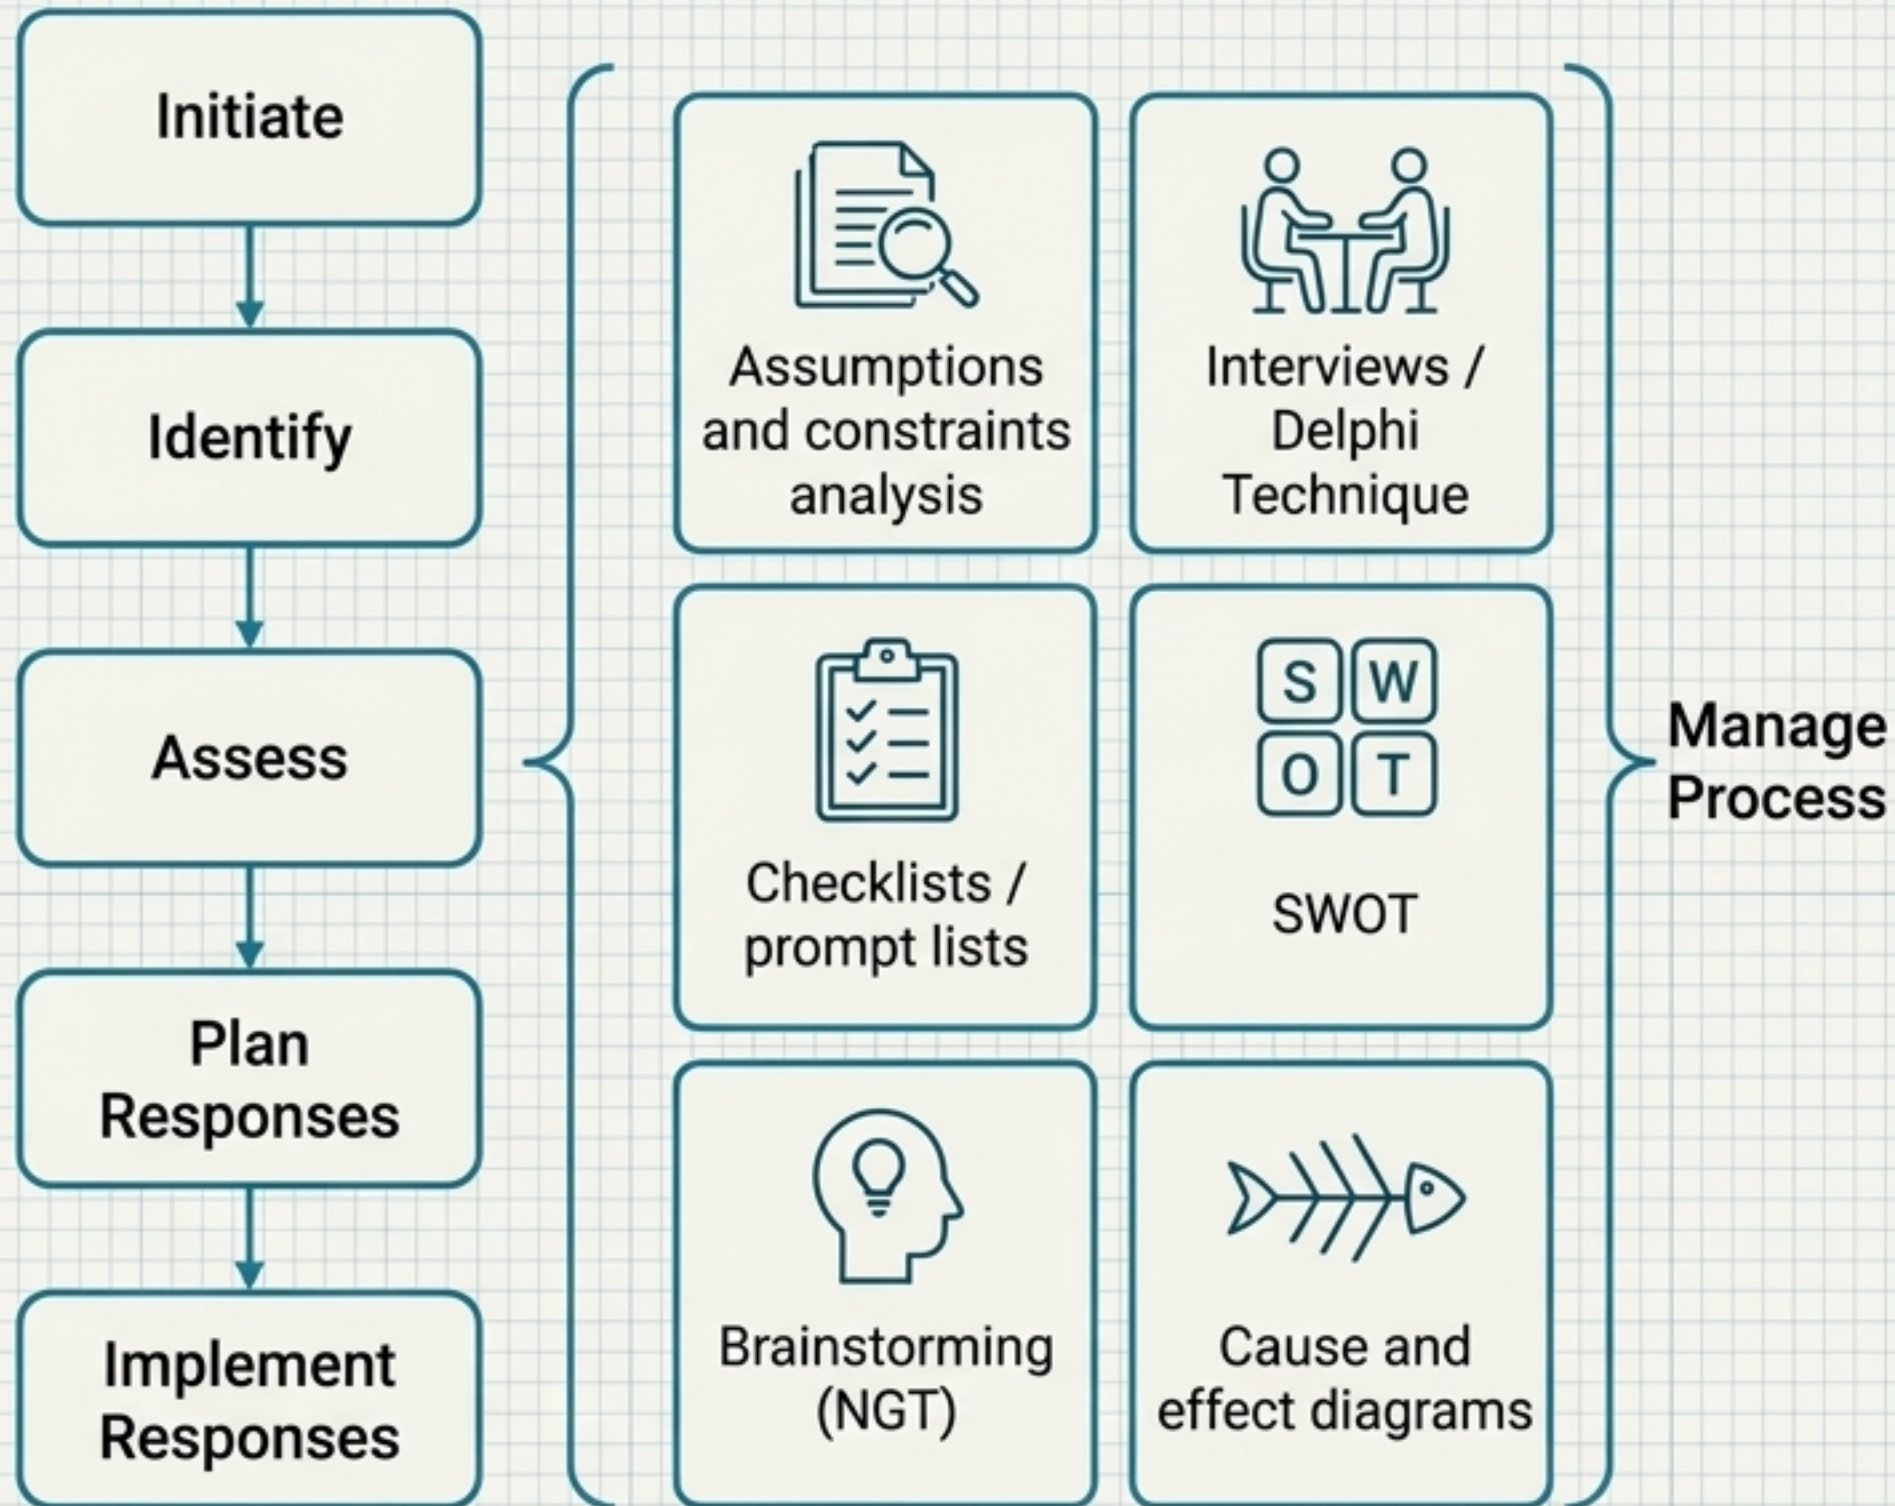 Initiate
Identify
Assess
Plan
Responses
Implement
Responses
Assumptions
and constraints
analysis
Interviews /
Delphi
Technique
Checklists /
prompt lists
S W
O T
SWOT
Brainstorming
(NGT)
Cause and
effect diagrams
Manage
Process